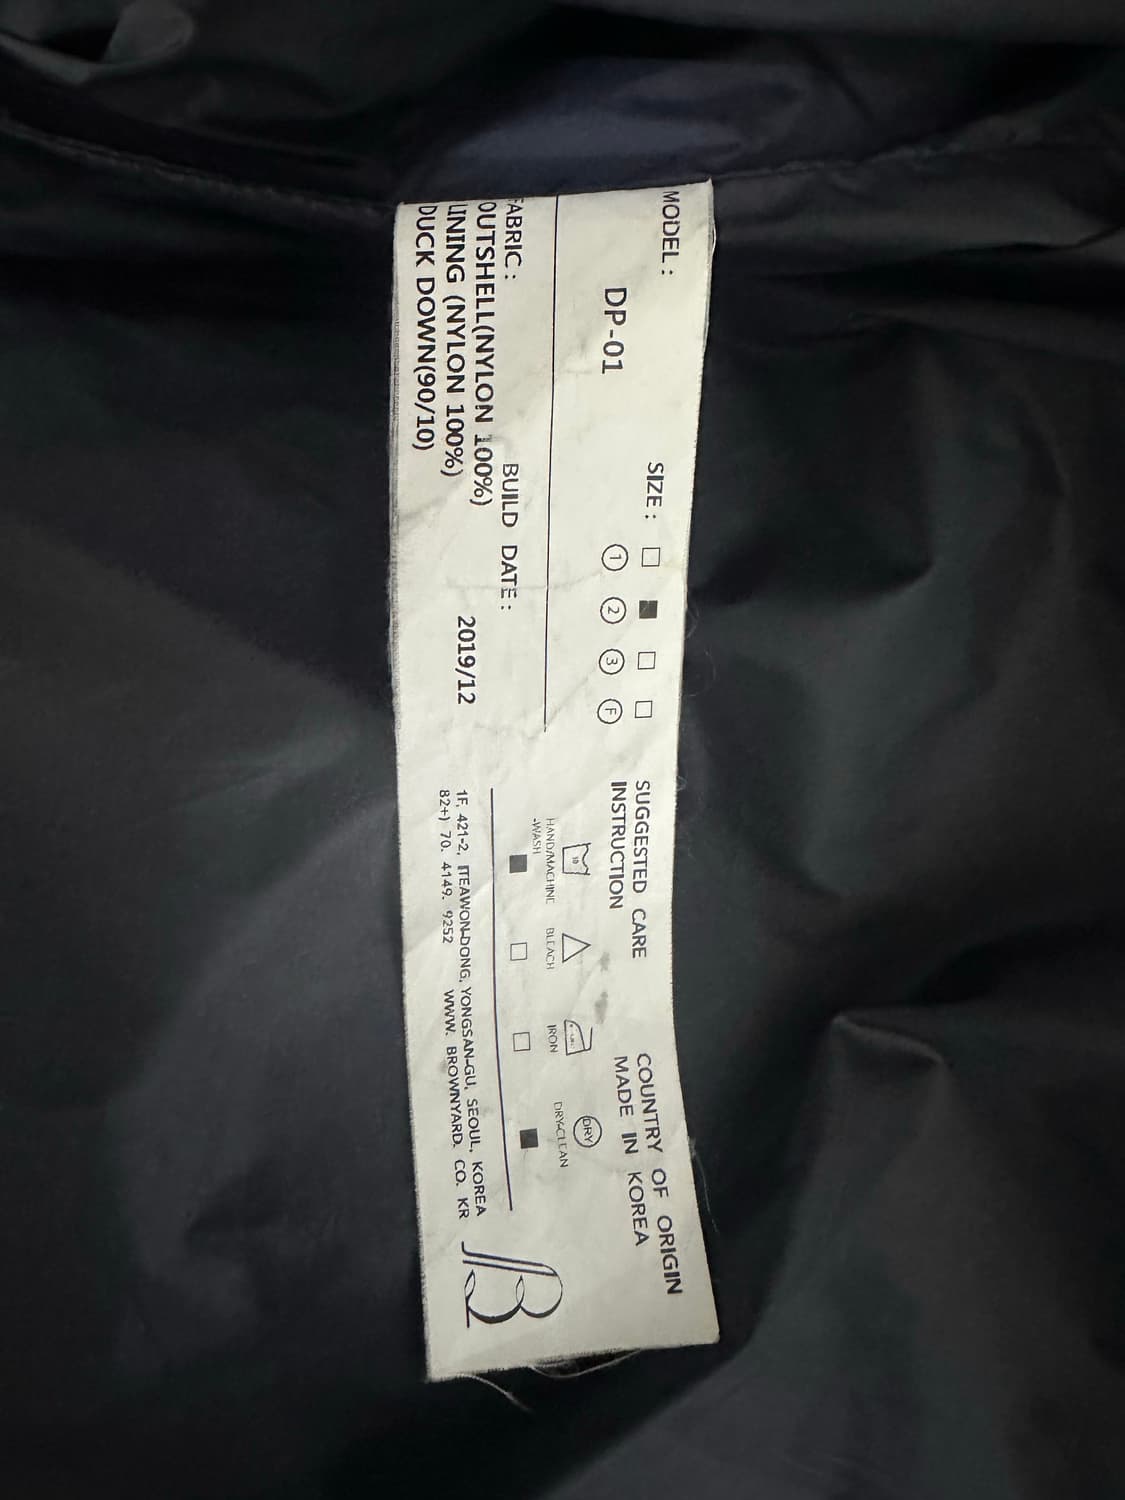 MODEL :
DP-01
SIZE :
1 2 3 F
FABRIC :
OUTSHELL(NYLON 100%)
LINING (NYLON 100%)
DUCK DOWN(90/10)
BUILD DATE :
2019/12
SUGGESTED CARE
INSTRUCTION
HAND/MACHINE
-WASH
BLEACH
IRON
DRY
DRY-CLEAN
COUNTRY OF ORIGIN
MADE IN KOREA
1F, 421-2, ITEAWON-DONG, YONGSAN-GU, SEOUL, KOREA
82+) 70. 4149. 9252 WWW. BROWNYARD. CO. KR
B